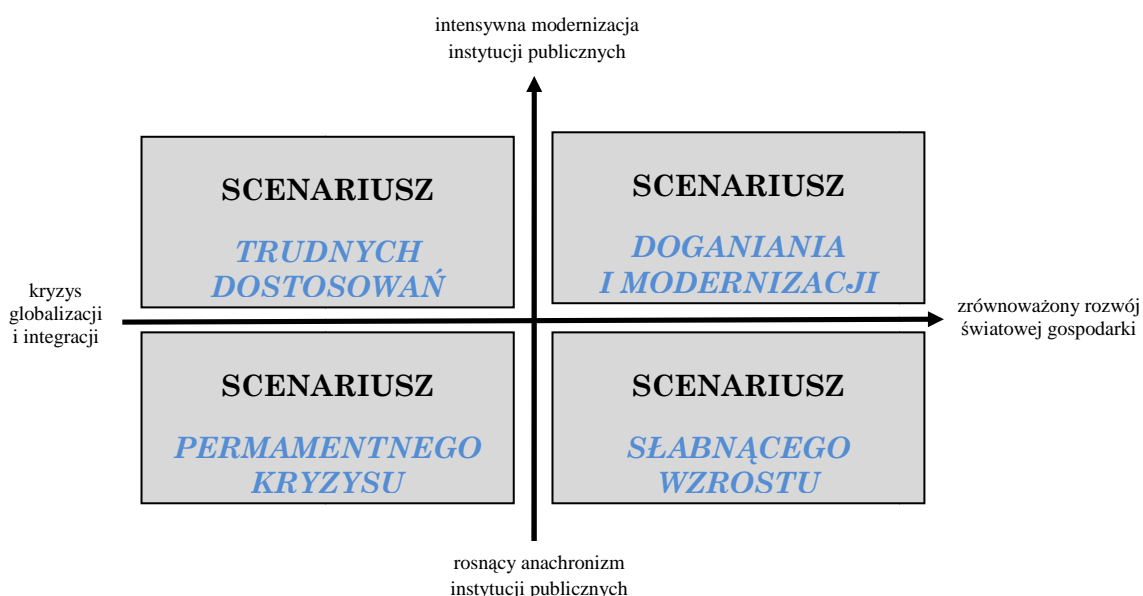 intensywna modernizacja
instytucji publicznych
SCENARIUSZ
TRUDNYCH
DOSTOSOWAŃ
SCENARIUSZ
DOGANIANIA
I MODERNIZACJI
kryzys
globalizacji
i integracji
zrównoważony rozwój
światowej gospodarki
SCENARIUSZ
PERMAMENTNEGO
KRYZYSU
SCENARIUSZ
SŁABNĄCEGO
WZROSTU
rosnący anachronizm
instytucji publicznych